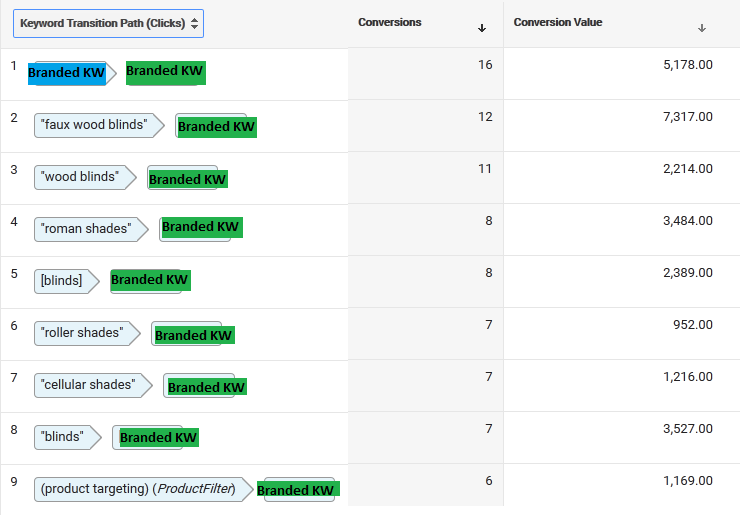 Keyword Transition Path (Clicks) Conversions Conversion Value
1 Branded KW Branded KW 16 5,178.00
2 "faux wood blinds" Branded KW 12 7,317.00
3 "wood blinds" Branded KW 11 2,214.00
4 "roman shades" Branded KW 8 3,484.00
5 [blinds] Branded KW 8 2,389.00
6 "roller shades" Branded KW 7 952.00
7 "cellular shades" Branded KW 7 1,216.00
8 "blinds" Branded KW 7 3,527.00
9 (product targeting) (ProductFilter) Branded KW 6 1,169.00